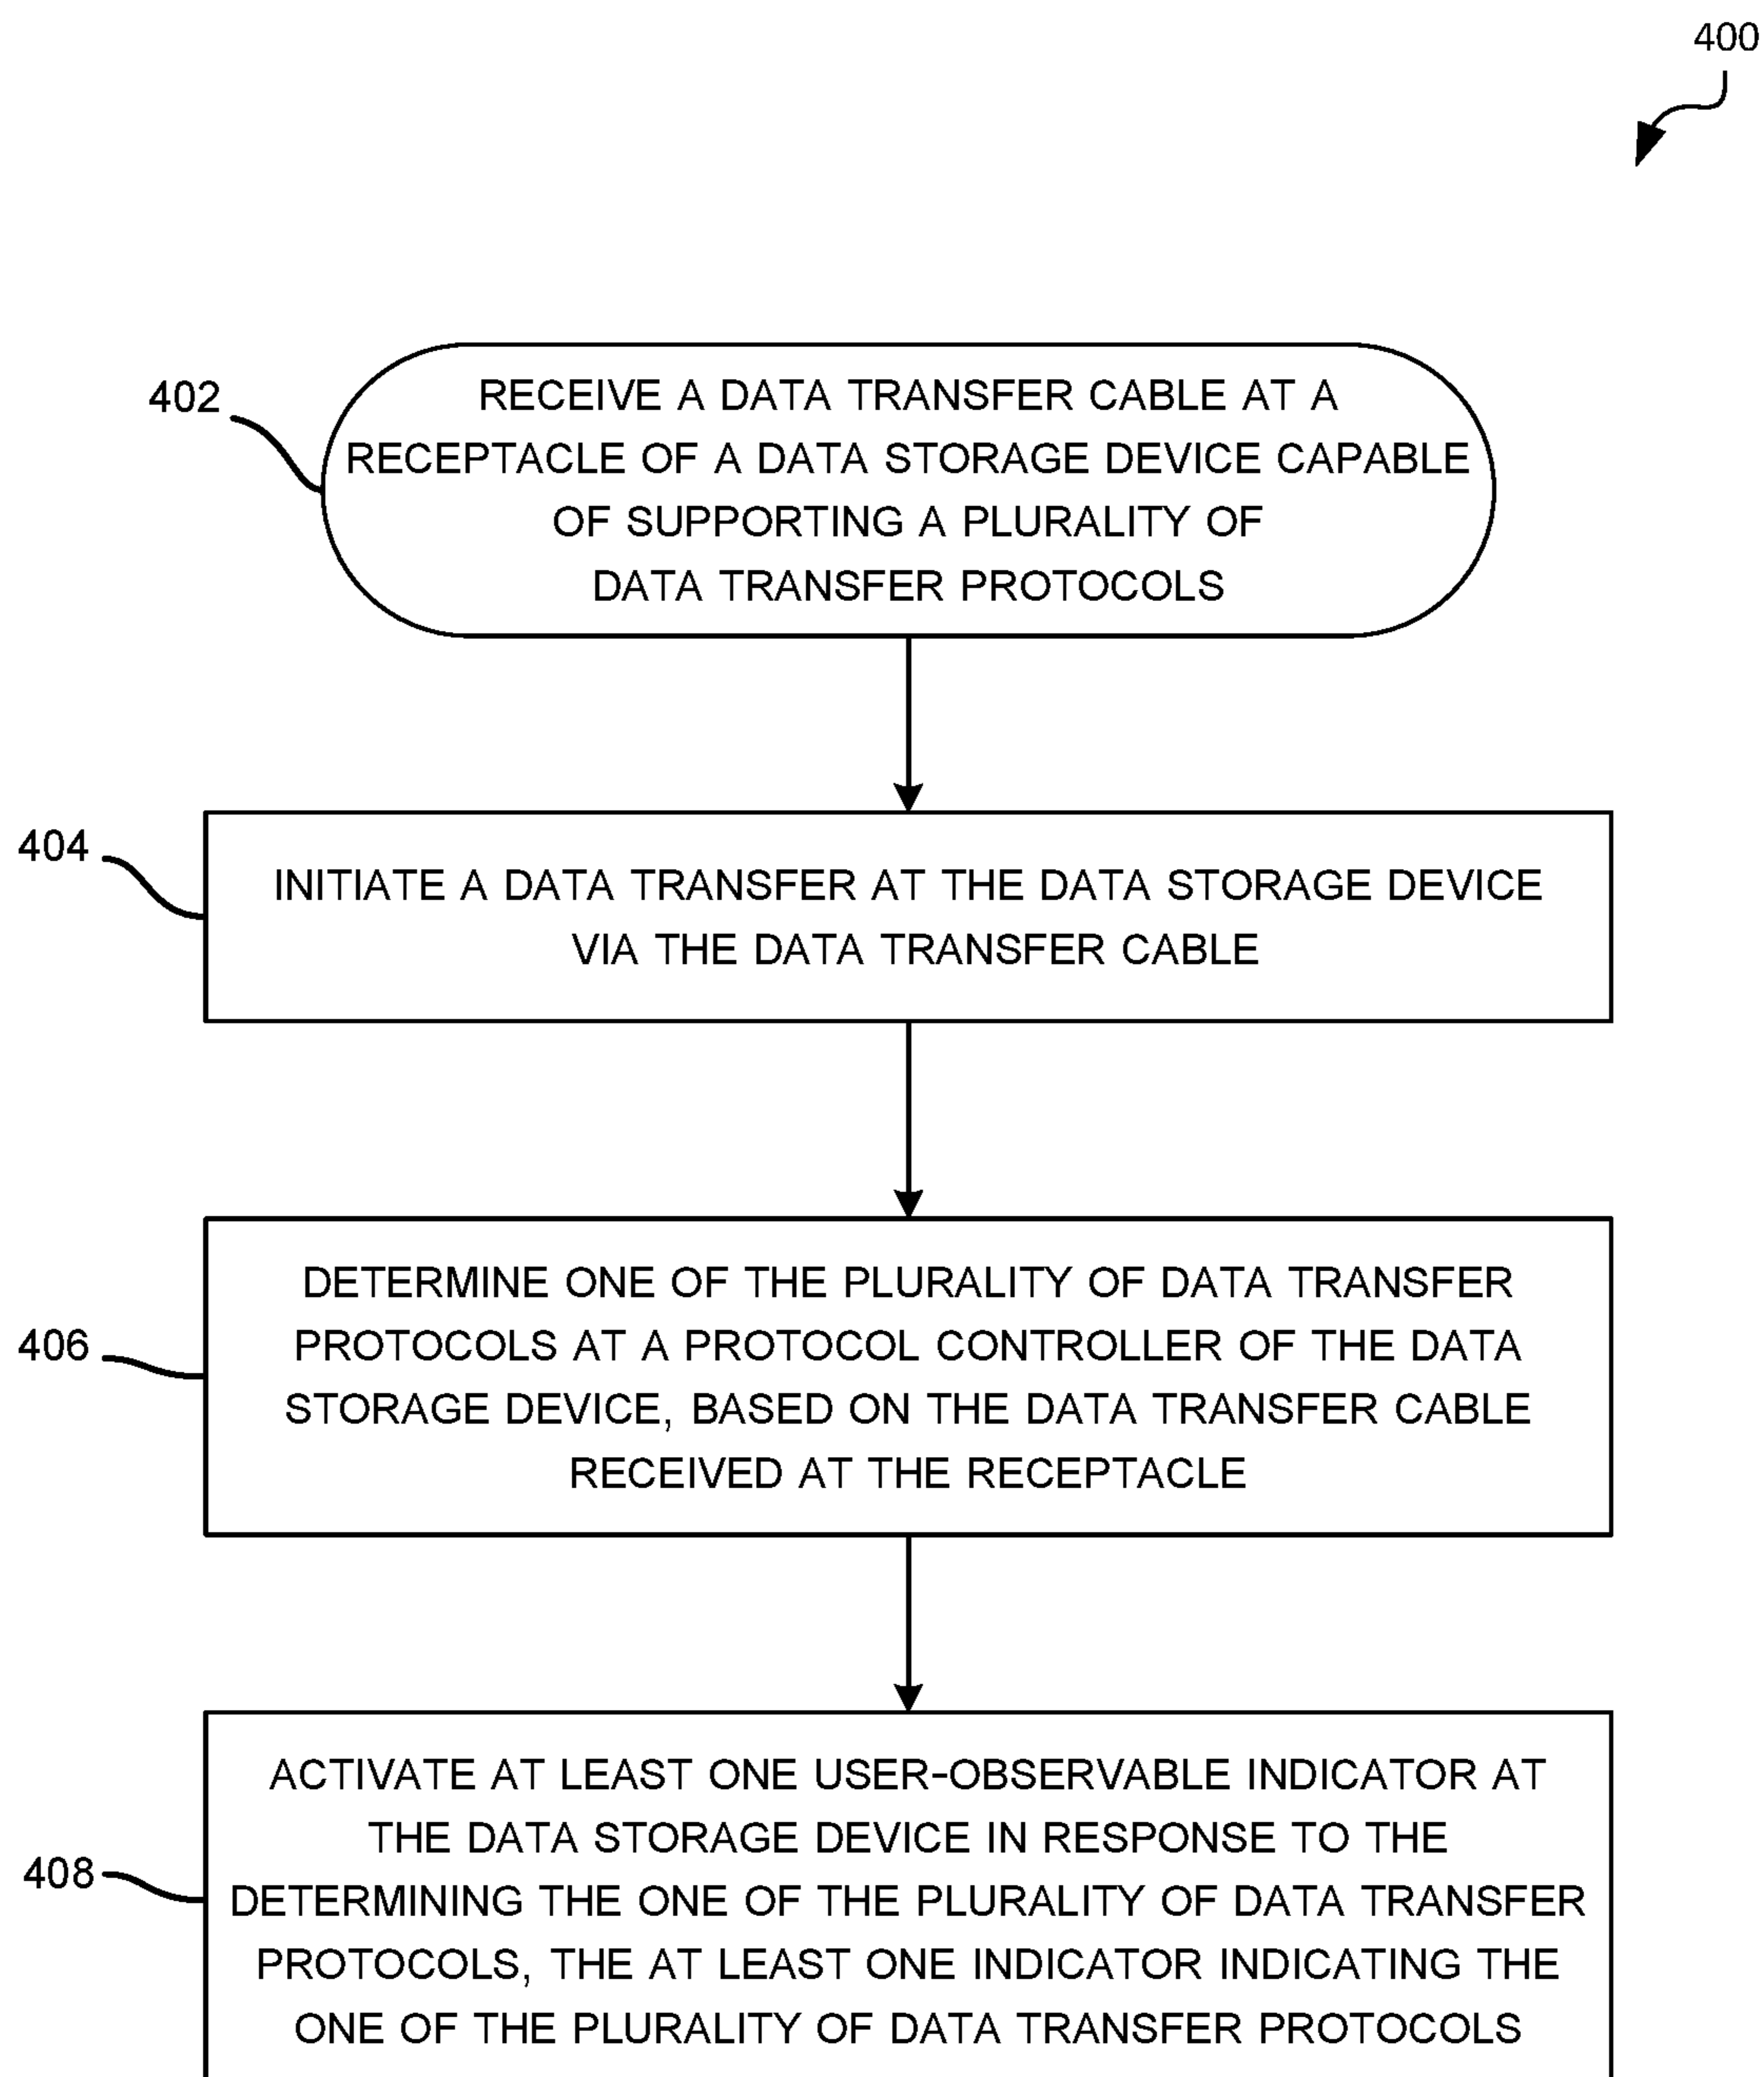 400
402
RECEIVE A DATA TRANSFER CABLE AT A
RECEPTACLE OF A DATA STORAGE DEVICE CAPABLE
OF SUPPORTING A PLURALITY OF
DATA TRANSFER PROTOCOLS
404
INITIATE A DATA TRANSFER AT THE DATA STORAGE DEVICE
VIA THE DATA TRANSFER CABLE
406
DETERMINE ONE OF THE PLURALITY OF DATA TRANSFER
PROTOCOLS AT A PROTOCOL CONTROLLER OF THE DATA
STORAGE DEVICE, BASED ON THE DATA TRANSFER CABLE
RECEIVED AT THE RECEPTACLE
408
ACTIVATE AT LEAST ONE USER-OBSERVABLE INDICATOR AT
THE DATA STORAGE DEVICE IN RESPONSE TO THE
DETERMINING THE ONE OF THE PLURALITY OF DATA TRANSFER
PROTOCOLS, THE AT LEAST ONE INDICATOR INDICATING THE
ONE OF THE PLURALITY OF DATA TRANSFER PROTOCOLS